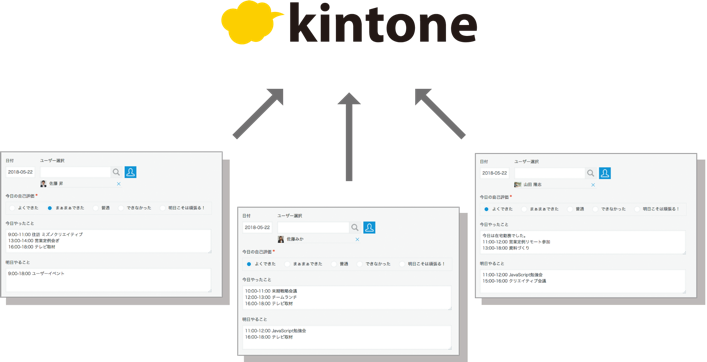 kintone
日付 ユーザー選択
2018-05-22
佐藤 昇
今日の自己評価*
よくできた まぁまぁできた 普通 できなかった 明日こそは頑張る!
今日やったこと
9:00-11:00 往訪 ミズノクリエイティブ
13:00-14:00 営業定例会議
16:00-18:00 テレビ取材
明日やること
9:00-18:00 ユーザーイベント
日付 ユーザー選択
2018-05-22
佐藤みか
今日の自己評価*
よくできた まぁまぁできた 普通 できなかった 明日こそは頑張る!
今日やったこと
10:00-11:00 来期戦略会議
12:00-13:00 チームランチ
16:00-18:00 テレビ取材
明日やること
11:00-12:00 JavaScript勉強会
16:00-18:00 テレビ取材
日付 ユーザー選択
2018-05-22
山田 陽太
今日の自己評価*
よくできた まぁまぁできた 普通 できなかった 明日こそは頑張る!
今日やったこと
今日は在宅勤務でした。
11:00-12:00 営業定例リモート参加
13:00-18:00 資料づくり
明日やること
11:00-12:00 JavaScript勉強会
15:00-16:00 クリエイティブ会議